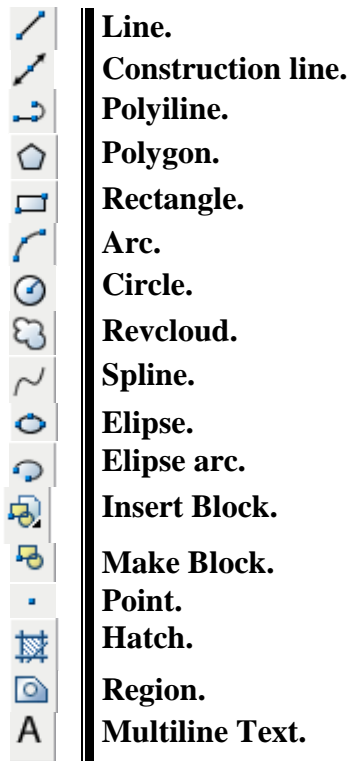 Line.
Construction line.
Polyiline.
Polygon.
Rectangle.
Arc.
Circle.
Revcloud.
Spline.
Elipse.
Elipse arc.
Insert Block.
Make Block.
Point.
Hatch.
Region.
A Multiline Text.